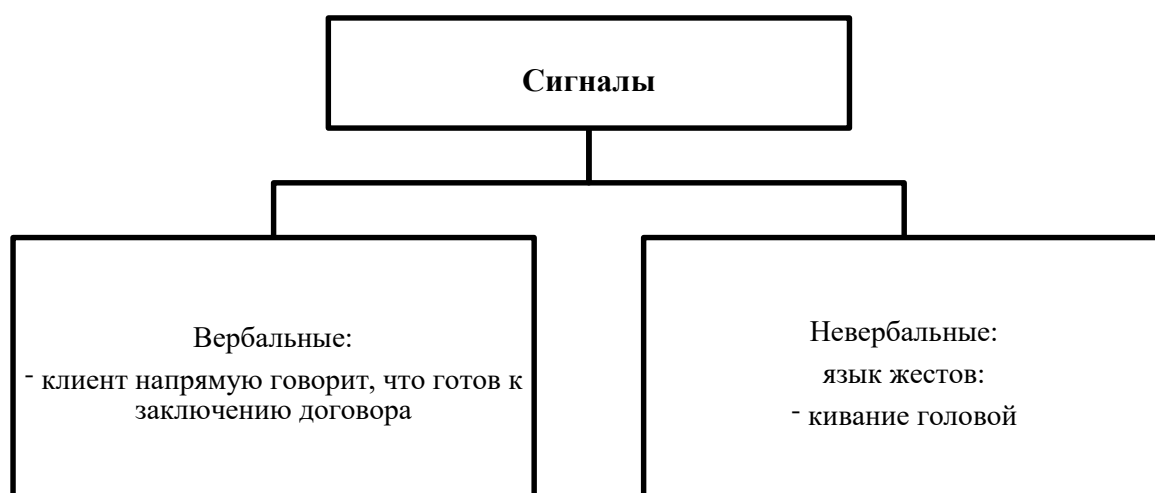 Сигналы
Вербальные:
- клиент напрямую говорит, что готов к
заключению договора
Невербальные:
язык жестов:
- кивание головой